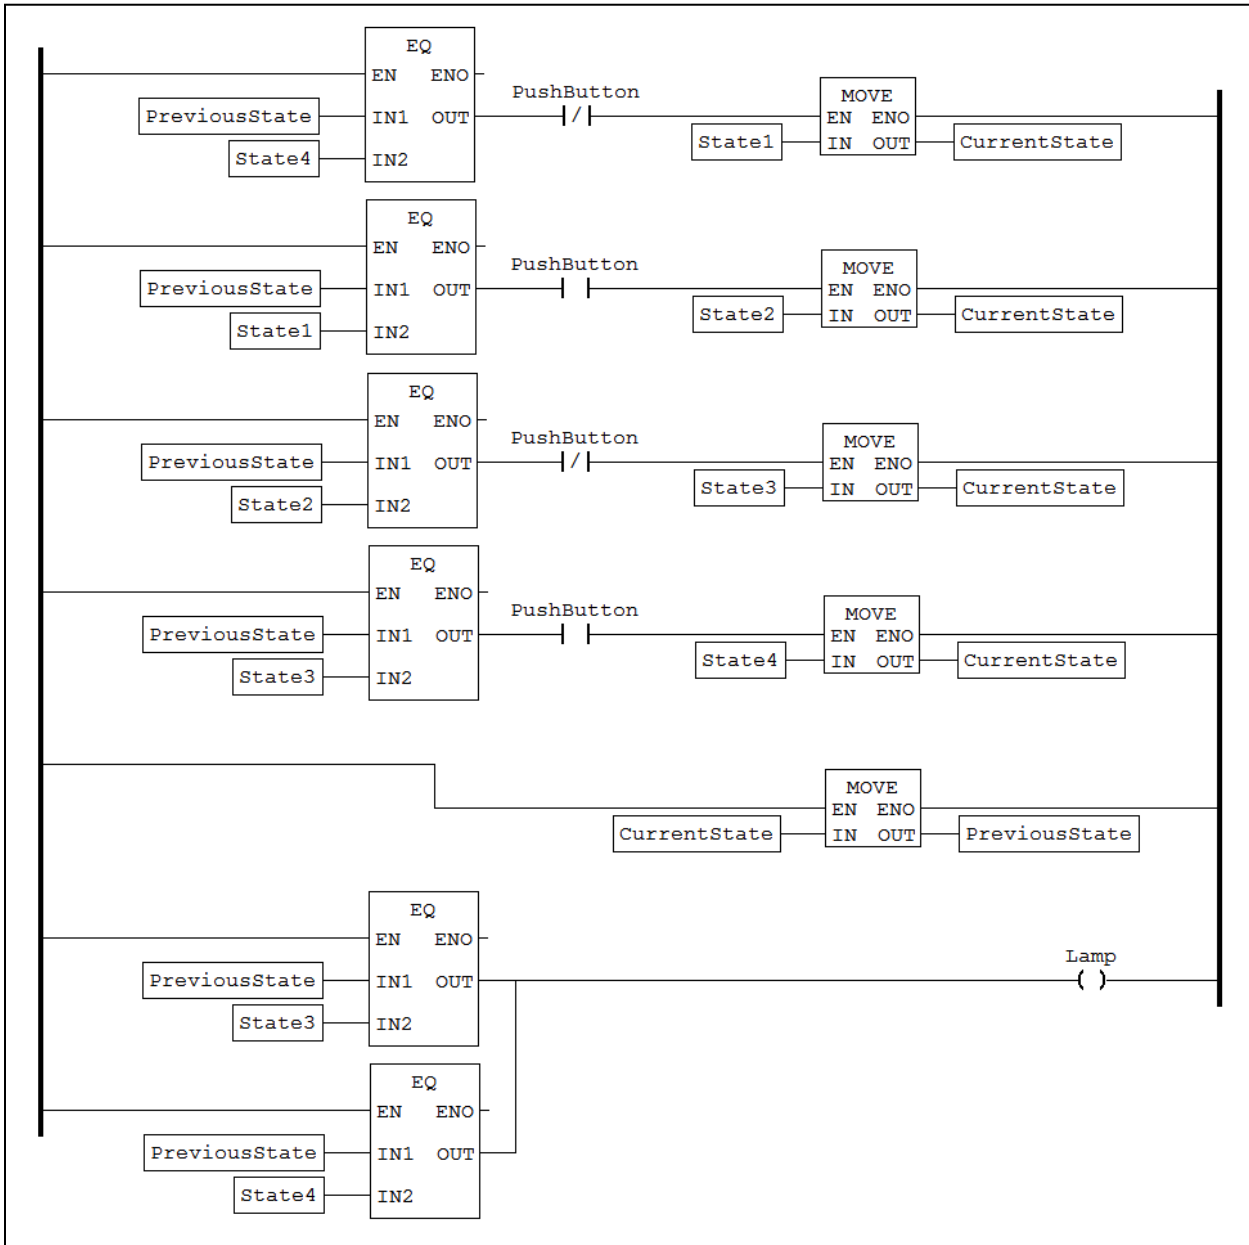 EQ
EN ENO
PushButton
MOVE
PreviousState IN1 OUT EN ENO
State1 IN OUT CurrentState
State4 IN2
EQ
EN ENO
PushButton
MOVE
PreviousState IN1 OUT EN ENO
State2 IN OUT CurrentState
State1 IN2
EQ
EN ENO
PushButton
MOVE
PreviousState IN1 OUT EN ENO
State3 IN OUT CurrentState
State2 IN2
EQ
EN ENO
PushButton
MOVE
PreviousState IN1 OUT EN ENO
State4 IN OUT CurrentState
State3 IN2
MOVE
EN ENO
CurrentState IN OUT PreviousState
EQ
EN ENO
Lamp
PreviousState IN1 OUT
State3 IN2
EQ
EN ENO
PreviousState IN1 OUT
State4 IN2